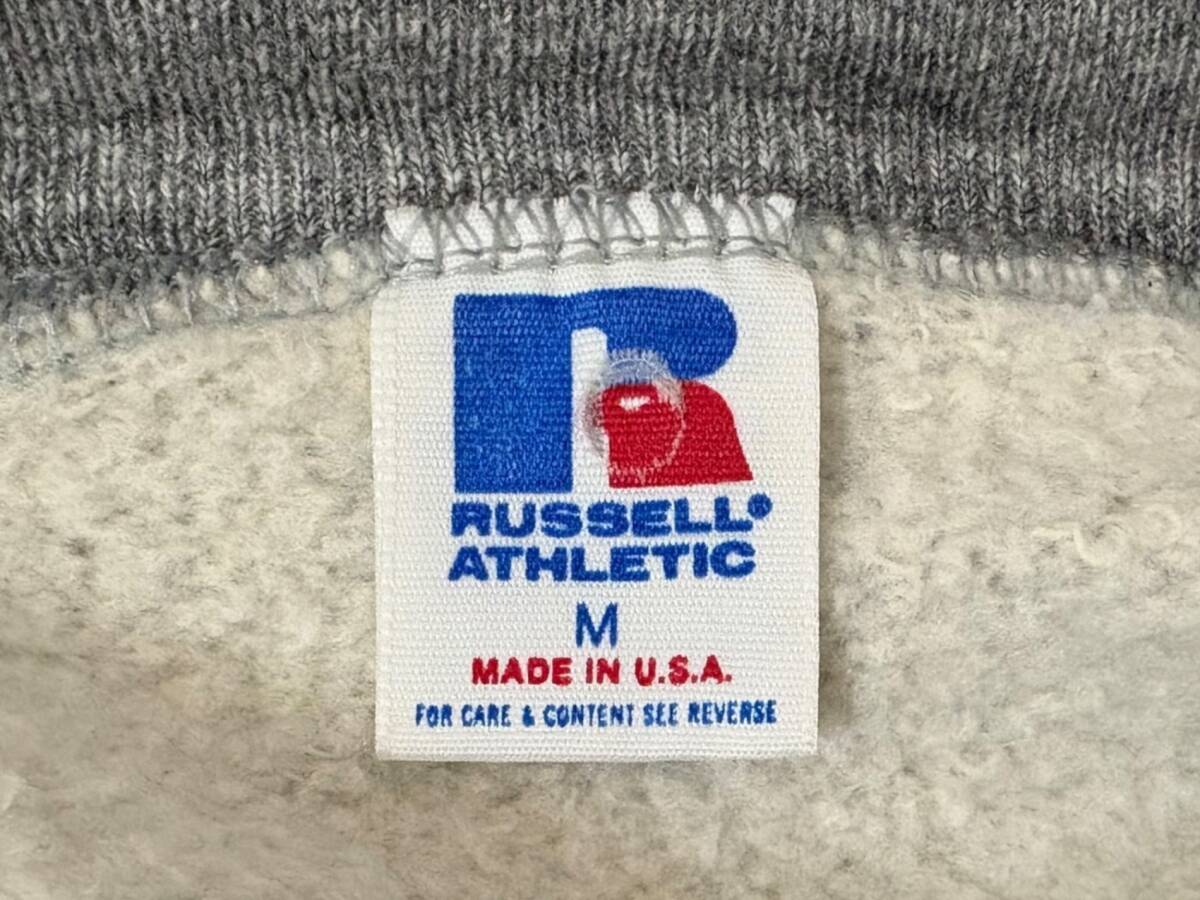 R
RUSSELL®
ATHLETIC
M
MADE IN U.S.A.
FOR CARE & CONTENT SEE REVERSE